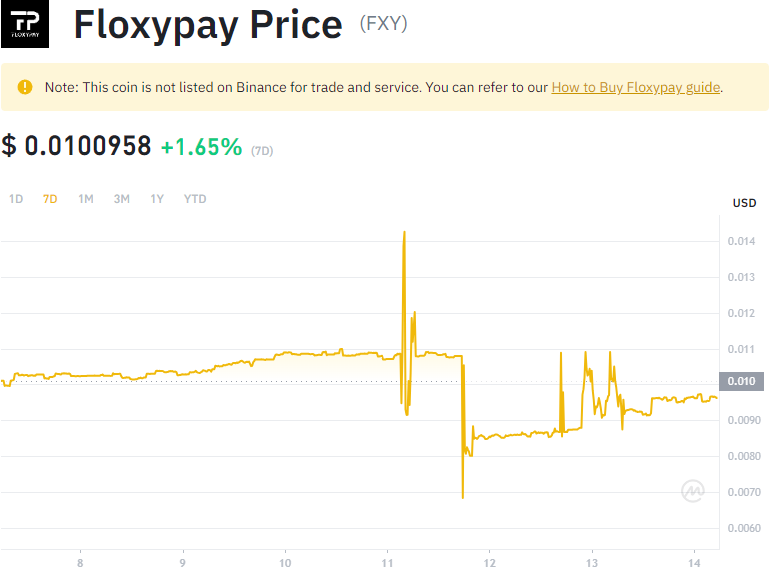 TP
FLOXYPAY
Floxypay Price (FXY)
Note: This coin is not listed on Binance for trade and service. You can refer to our How to Buy Floxypay guide.
$ 0.0100958 +1.65% (7D)
1D 7D 1M 3M 1Y YTD
USD
0.014
0.013
0.012
0.011
0.010
0.0090
0.0080
0.0070
0.0060
8 9 10 11 12 13 14